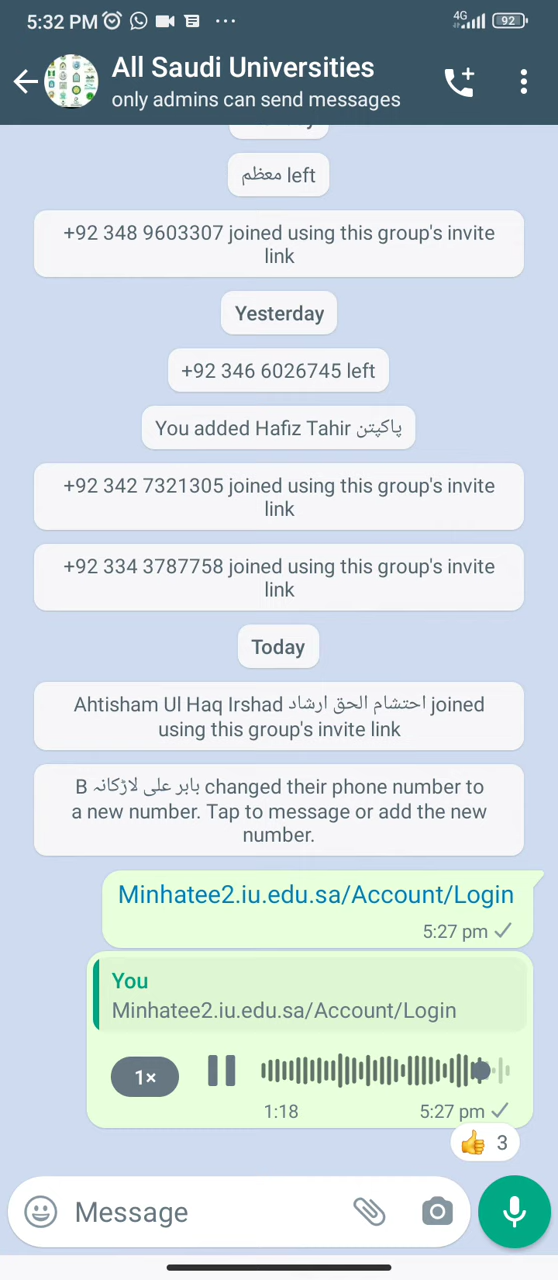 5:32 PM ... 4G 92
All Saudi Universities
only admins can send messages
معظم left
+92 348 9603307 joined using this group's invite
link
Yesterday
+92 346 6026745 left
You added Hafiz Tahir پاکپتن
+92 342 7321305 joined using this group's invite
link
+92 334 3787758 joined using this group's invite
link
Today
Ahtisham Ul Haq Irshad احتشام الحق ارشاد joined
using this group's invite link
B بابر علی لاڑکانہ changed their phone number to
a new number. Tap to message or add the new
number.
Minhatee2.iu.edu.sa/Account/Login
5:27 pm
You
Minhatee2.iu.edu.sa/Account/Login
1×
1:18 5:27 pm
3
Message